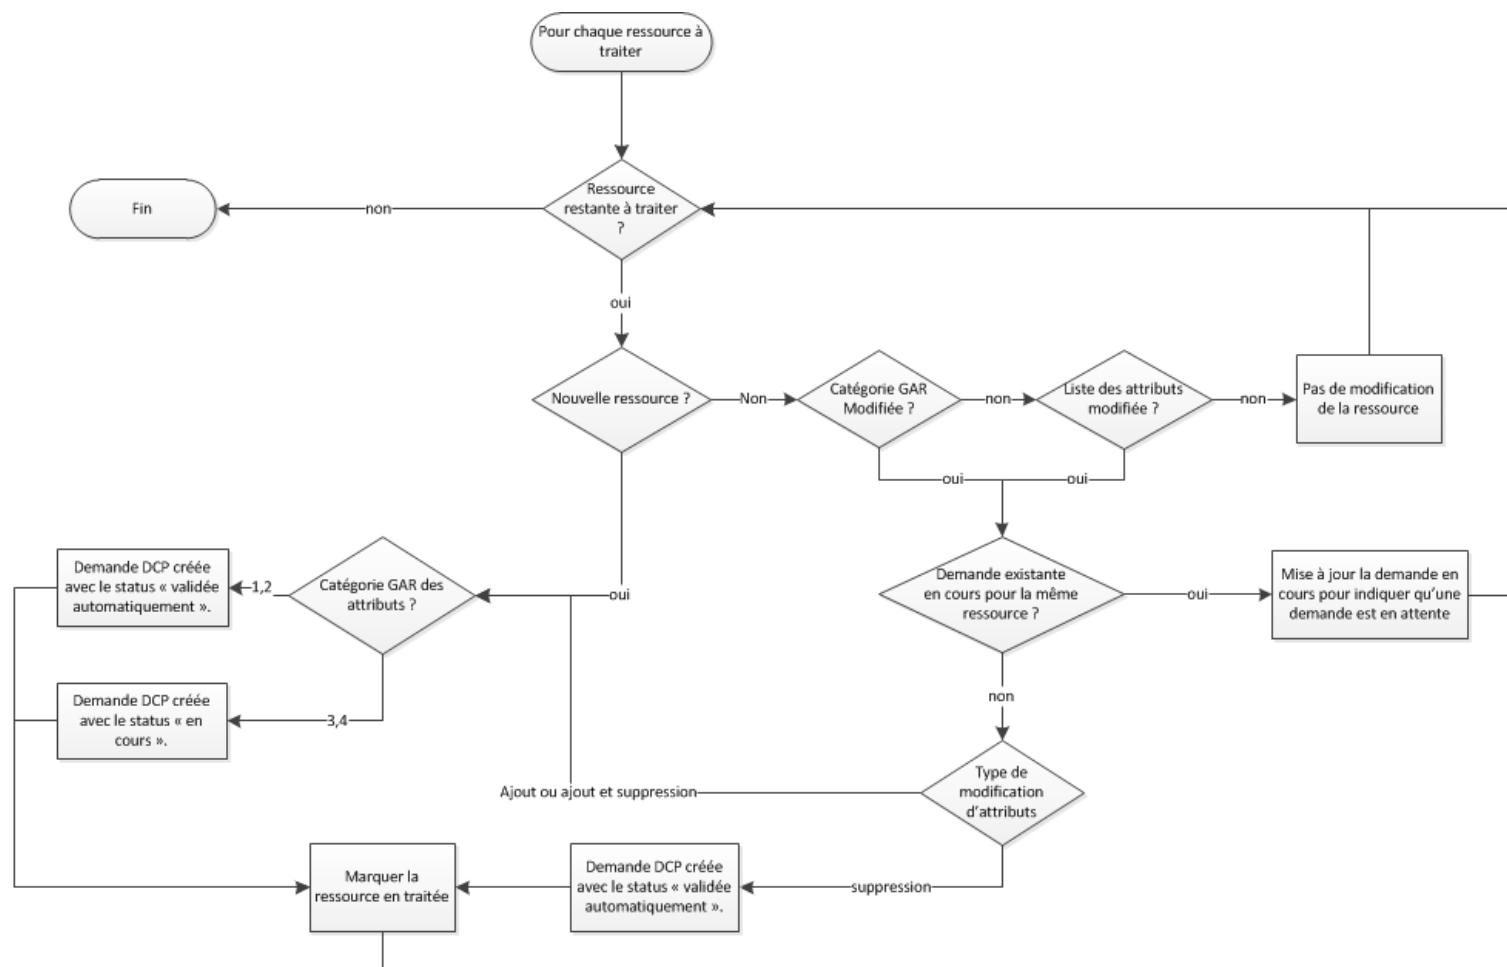 Pour chaque ressource à
traiter
Ressource
restante à traiter
?
non
Fin
oui
Nouvelle ressource ?
Non
Catégorie GAR
Modifiée ?
non
Liste des attributs
modifiée ?
non
Pas de modification
de la ressource
oui
oui
Demande existante
en cours pour la même
ressource ?
oui
Mise à jour la demande en
cours pour indiquer qu'une
demande est en attente
oui
Catégorie GAR des
attributs ?
1,2
Demande DCP créée
avec le status « validée
automatiquement ».
3,4
Demande DCP créée
avec le status « en
cours ».
non
Type de
modification
d'attributs
Ajout ou ajout et suppression
suppression
Demande DCP créée
avec le status « validée
automatiquement ».
Marquer la
ressource en traitée